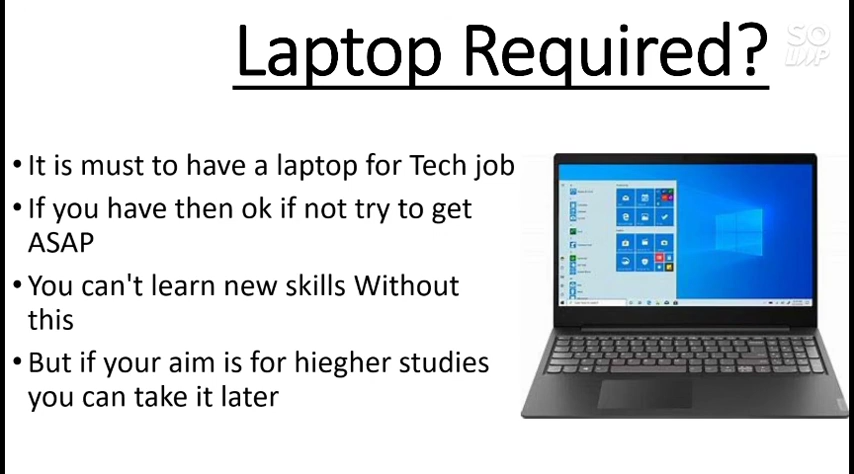 Laptop Required?
SO
LOOP
• It is must to have a laptop for Tech job
• If you have then ok if not try to get
ASAP
• You can't learn new skills Without
this
• But if your aim is for hiegher studies
you can take it later